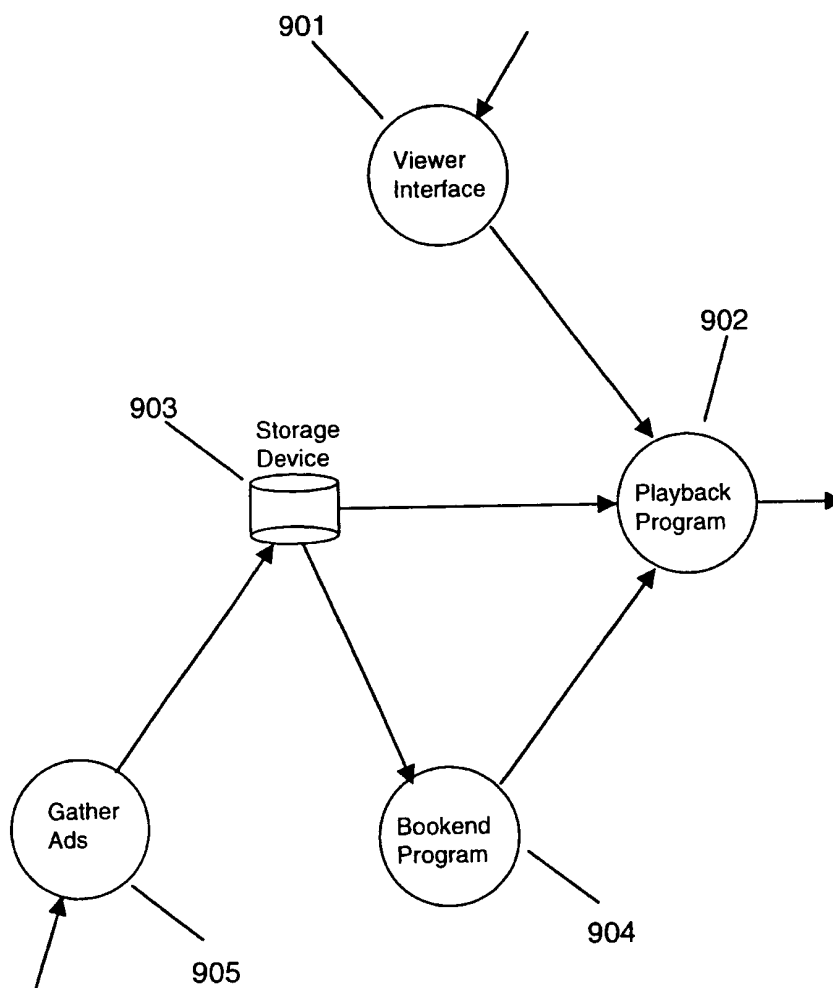 901
Viewer
Interface
902
903
Storage
Device
Playback
Program
Gather
Ads
Bookend
Program
904
905